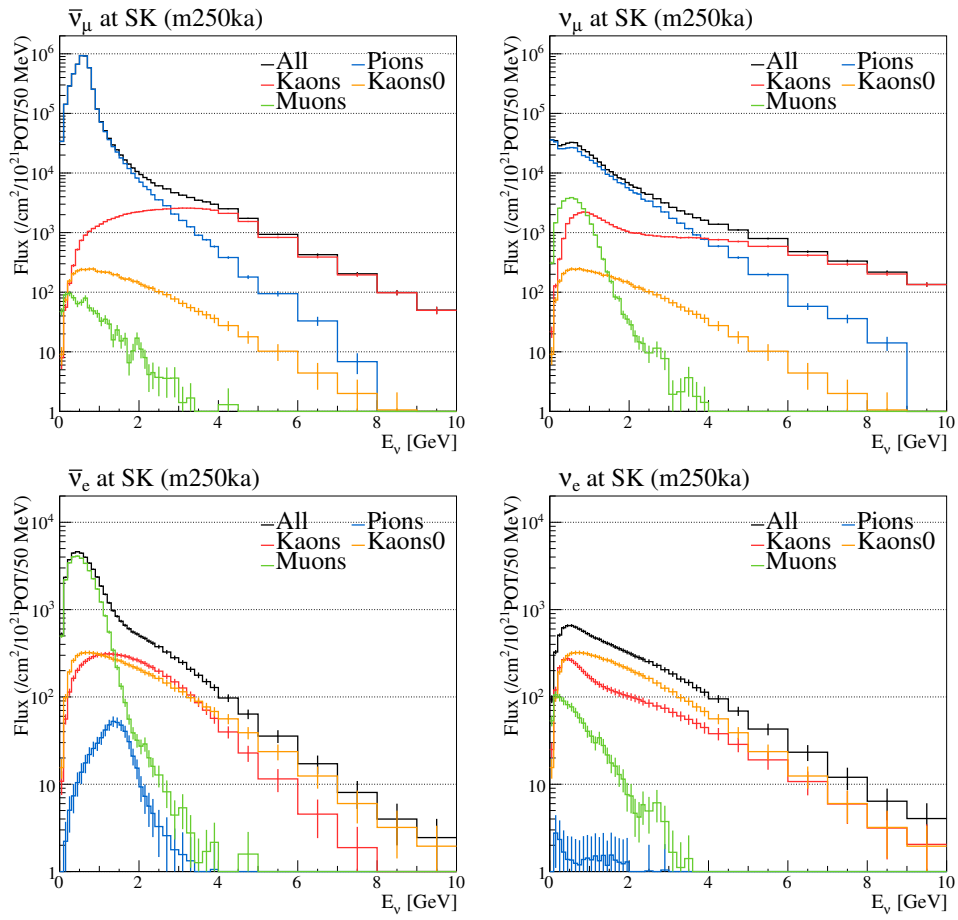 ν̅μ at SK (m250ka)
Flux (/cm²/10²¹POT/50 MeV)
10⁶
10⁵
10⁴
10³
10²
10
1
All Pions
Kaons Kaons0
Muons
0 2 4 6 8 10
Eν [GeV]
νμ at SK (m250ka)
Flux (/cm²/10²¹POT/50 MeV)
10⁶
10⁵
10⁴
10³
10²
10
1
All Pions
Kaons Kaons0
Muons
0 2 4 6 8 10
Eν [GeV]
ν̅e at SK (m250ka)
Flux (/cm²/10²¹POT/50 MeV)
10⁴
10³
10²
10
1
All Pions
Kaons Kaons0
Muons
0 2 4 6 8 10
Eν [GeV]
νe at SK (m250ka)
Flux (/cm²/10²¹POT/50 MeV)
10⁴
10³
10²
10
1
All Pions
Kaons Kaons0
Muons
0 2 4 6 8 10
Eν [GeV]